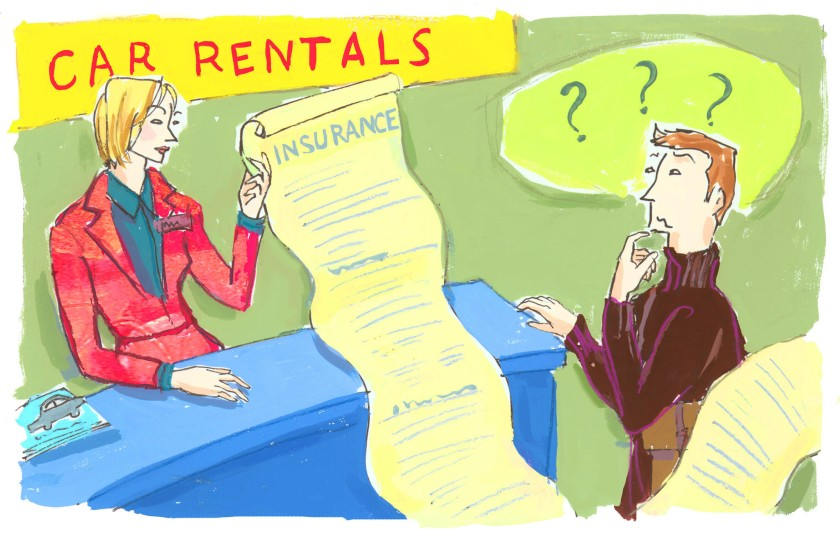 CAR RENTALS
INSURANCE
? ? ?